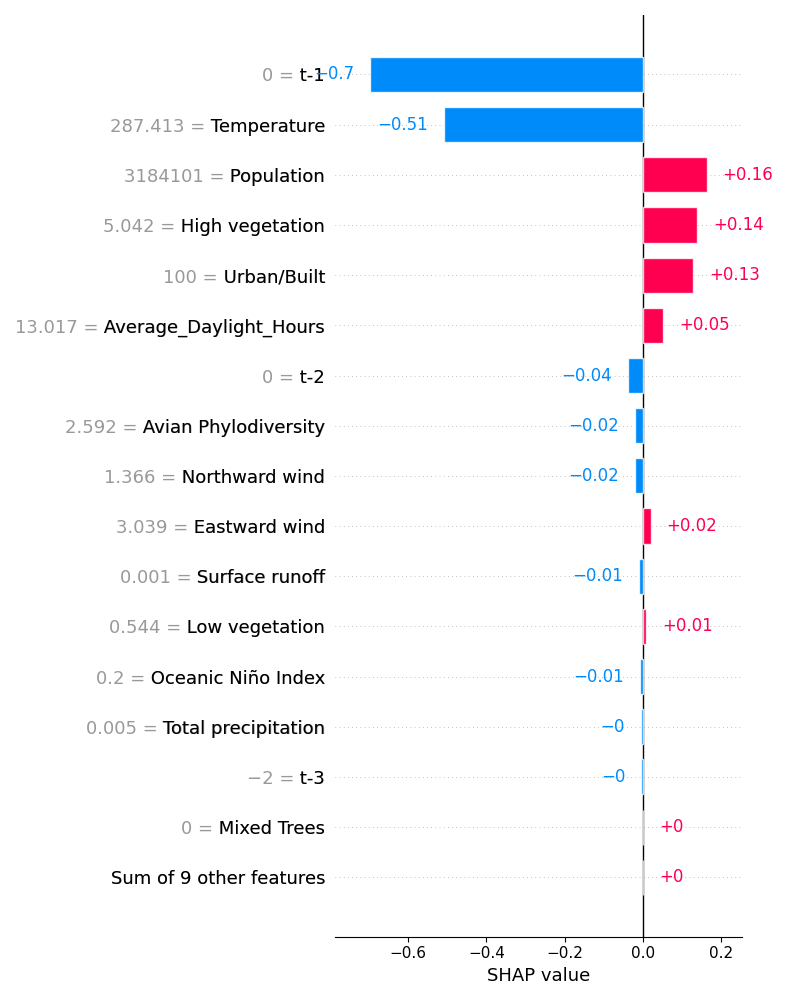 0 = t-1 −0.7
287.413 = Temperature −0.51
3184101 = Population +0.16
5.042 = High vegetation +0.14
100 = Urban/Built +0.13
13.017 = Average_Daylight_Hours +0.05
0 = t-2 −0.04
2.592 = Avian Phylodiversity −0.02
1.366 = Northward wind −0.02
3.039 = Eastward wind +0.02
0.001 = Surface runoff −0.01
0.544 = Low vegetation +0.01
0.2 = Oceanic Niño Index −0.01
0.005 = Total precipitation −0
−2 = t-3 −0
0 = Mixed Trees +0
Sum of 9 other features +0
−0.6 −0.4 −0.2 0.0 0.2
SHAP value